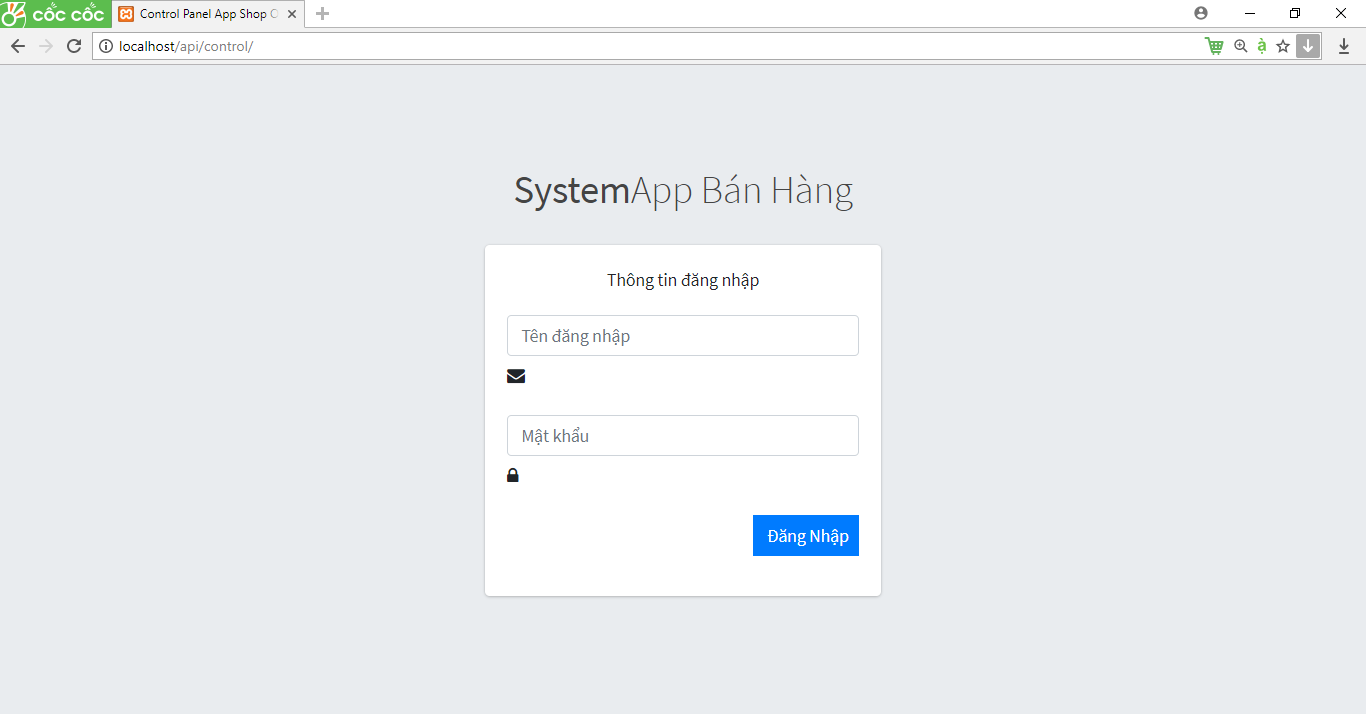 cốc cốc
Control Panel App Shop
localhost/api/control/
SystemApp Bán Hàng
Thông tin đăng nhập
Tên đăng nhập
Mật khẩu
Đăng Nhập